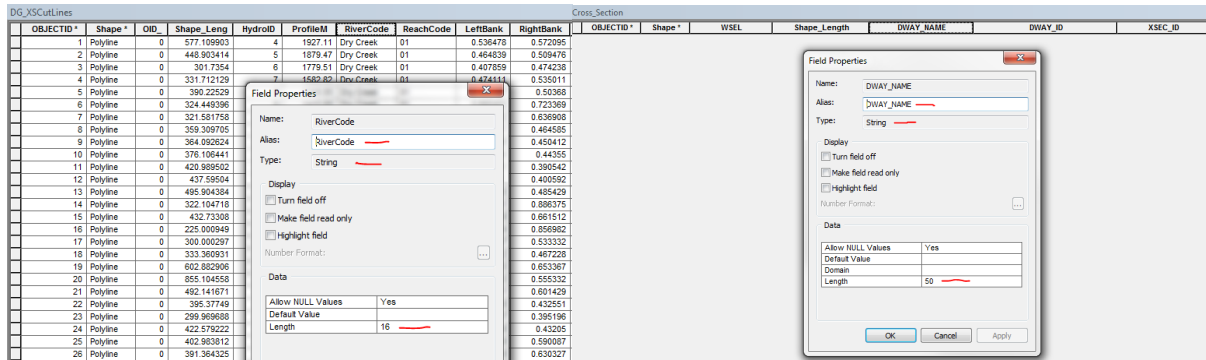 DG_XSCutLines
OBJECTID * Shape * OID_ Shape_Leng HydroID ProfileM RiverCode ReachCode LeftBank RightBank
1 Polyline 0 577.109903 4 1927.11 Dry Creek 01 0.536478 0.572095
2 Polyline 0 448.903414 5 1879.47 Dry Creek 01 0.464839 0.509476
3 Polyline 0 301.7354 6 1779.51 Dry Creek 01 0.407859 0.474238
4 Polyline 0 331.712129 7 1582.82 Dry Creek 01 0.474111 0.535011
5 Polyline 0 390.22529 0.50368
6 Polyline 0 324.449396 0.723369
7 Polyline 0 321.581758 0.636908
8 Polyline 0 359.309705 0.464585
9 Polyline 0 364.092624 0.450412
10 Polyline 0 376.106441 0.44355
11 Polyline 0 420.989502 0.390542
12 Polyline 0 437.59504 0.400592
13 Polyline 0 495.904384 0.485429
14 Polyline 0 322.104718 0.886375
15 Polyline 0 432.73308 0.661512
16 Polyline 0 225.000949 0.856982
17 Polyline 0 300.000297 0.533332
18 Polyline 0 333.360931 0.467228
19 Polyline 0 602.882906 0.653367
20 Polyline 0 855.104558 0.555332
21 Polyline 0 492.141671 0.601429
22 Polyline 0 395.37749 0.432551
23 Polyline 0 299.969688 0.395196
24 Polyline 0 422.579222 0.43205
25 Polyline 0 402.983812 0.590087
26 Polyline 0 391.364325 0.630327
Field Properties
Name: RiverCode
Alias: RiverCode
Type: String
Display
Turn field off
Make field read only
Highlight field
Number Format: ...
Data
Allow NULL Values Yes
Default Value
Length 16
Cross_Section
OBJECTID * Shape * WSEL Shape_Length DWAY_NAME DWAY_ID XSEC_ID
Field Properties
Name: DWAY_NAME
Alias: DWAY_NAME
Type: String
Display
Turn field off
Make field read only
Highlight field
Number Format: ...
Data
Allow NULL Values Yes
Default Value
Domain
Length 50
OK Cancel Apply